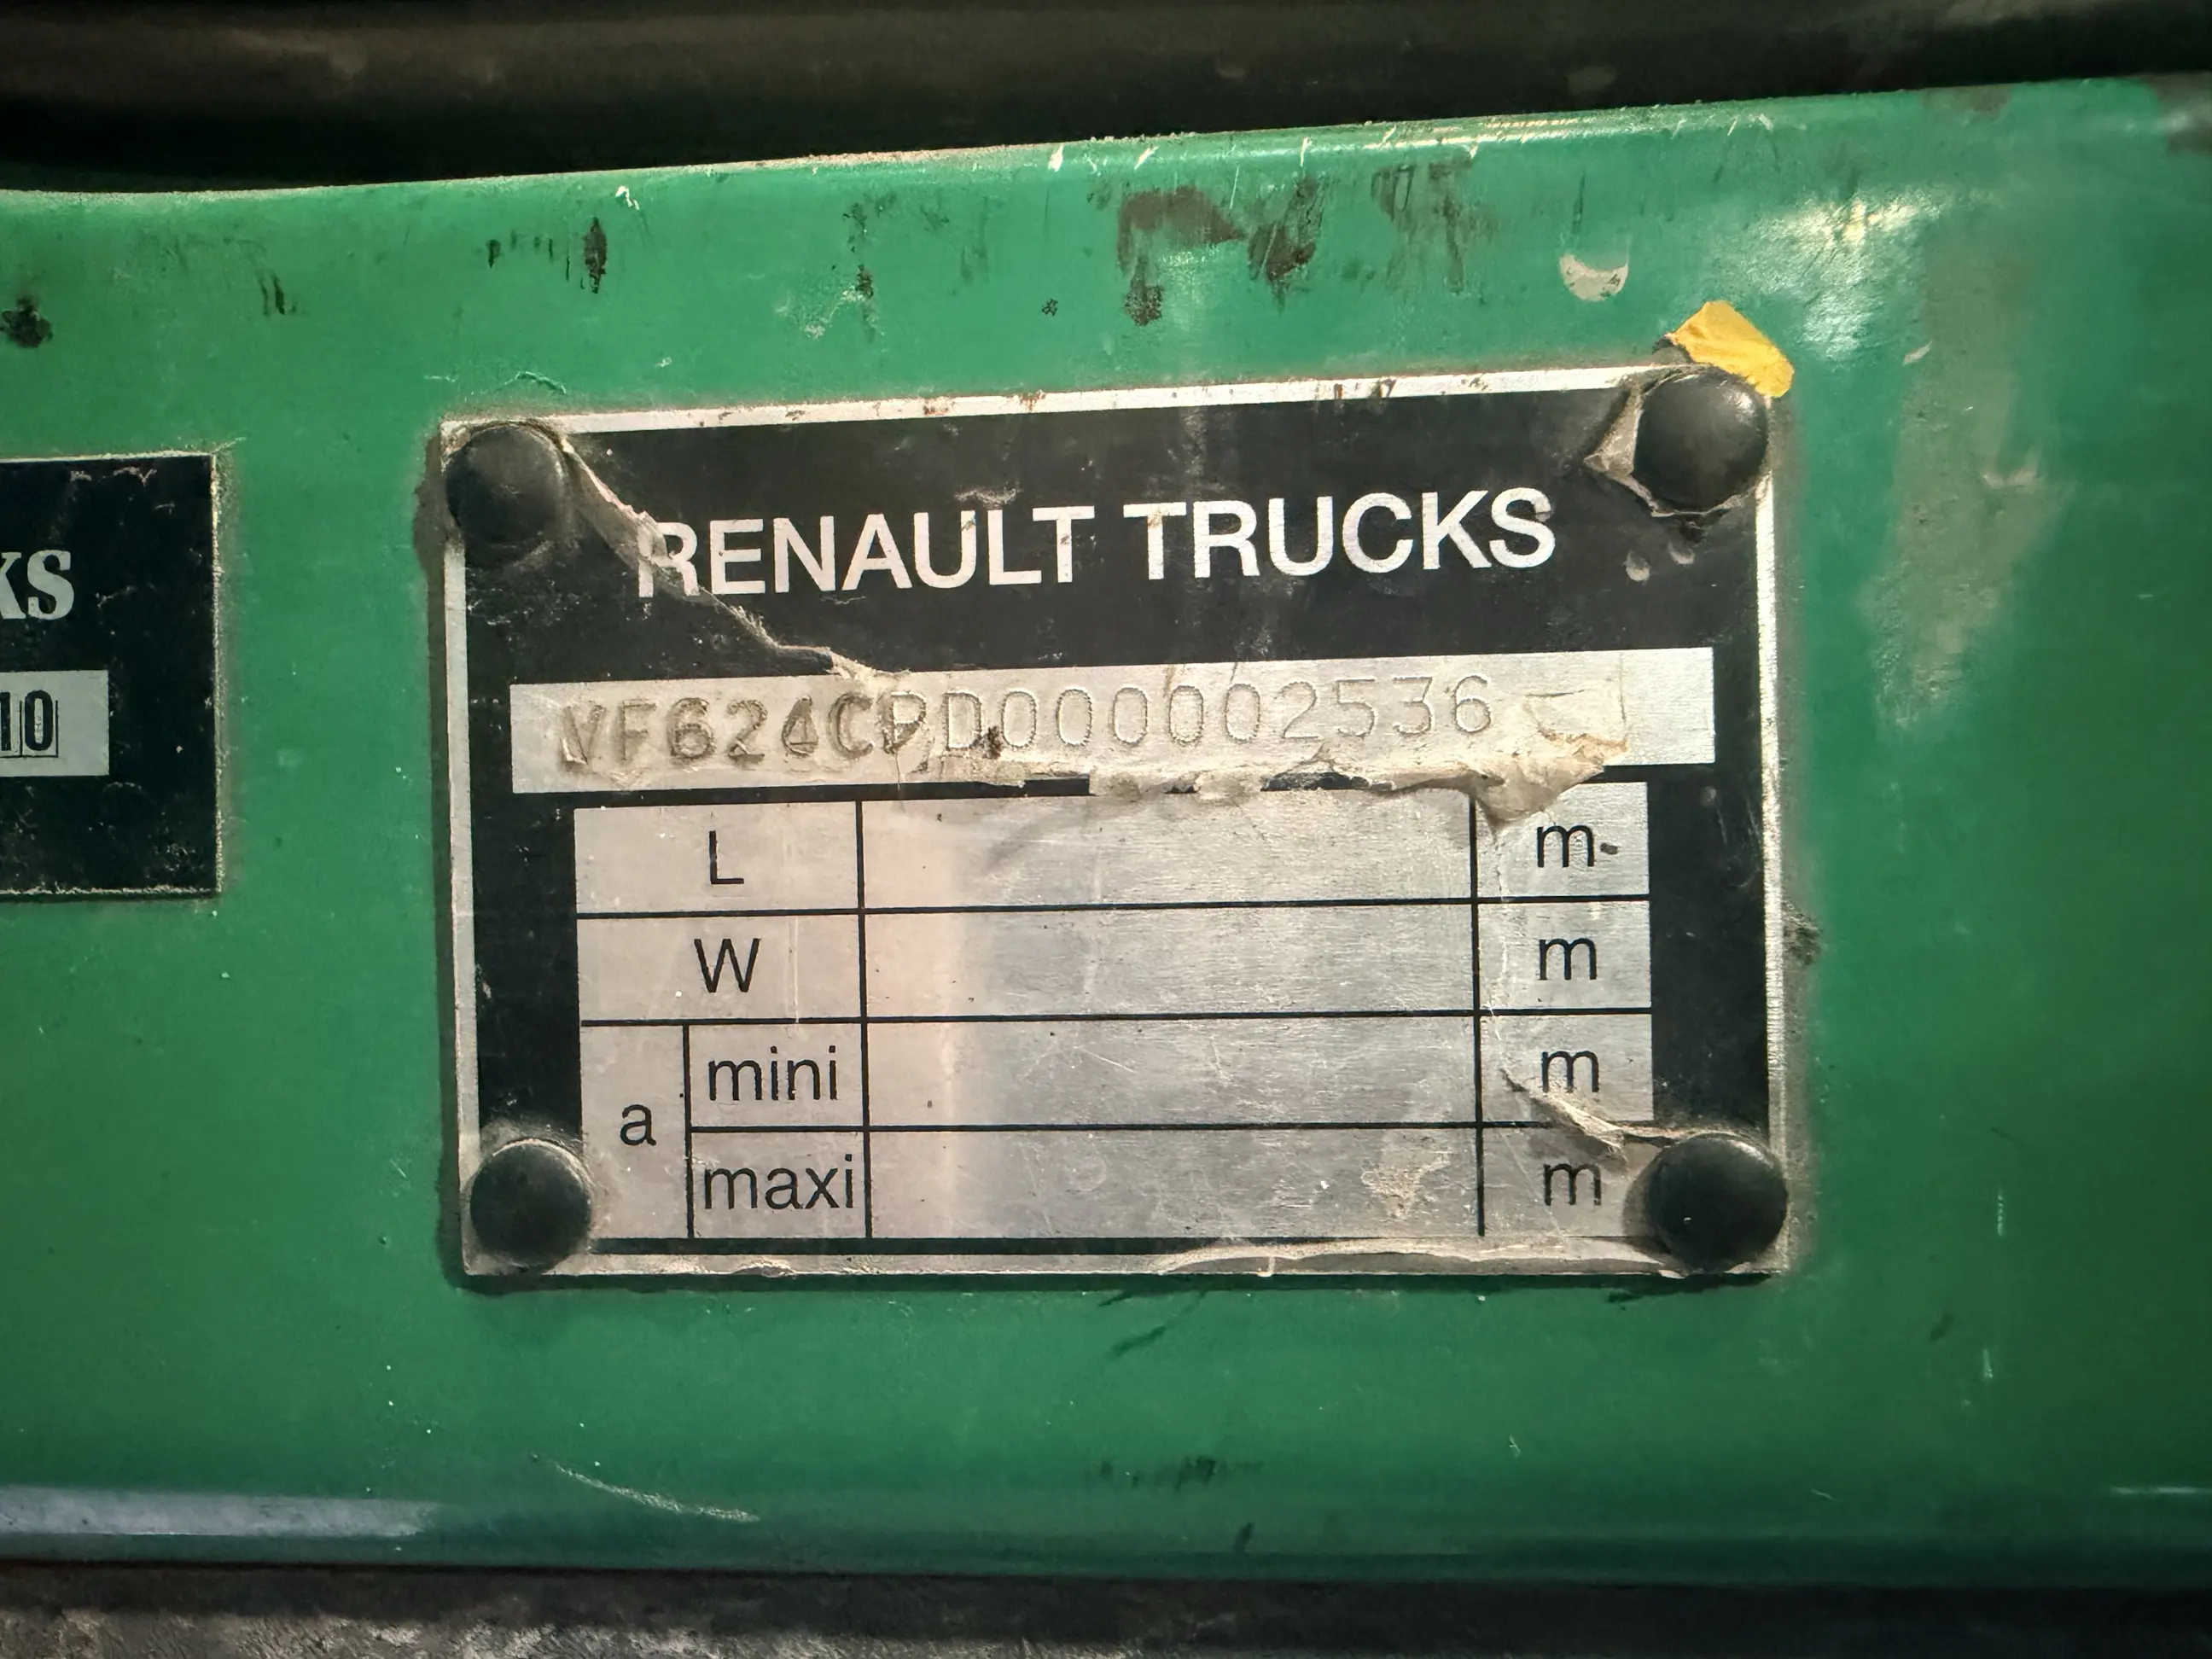 RENAULT TRUCKS
KS
VF624CPD000002536
10
L m
W m
a mini m
maxi m